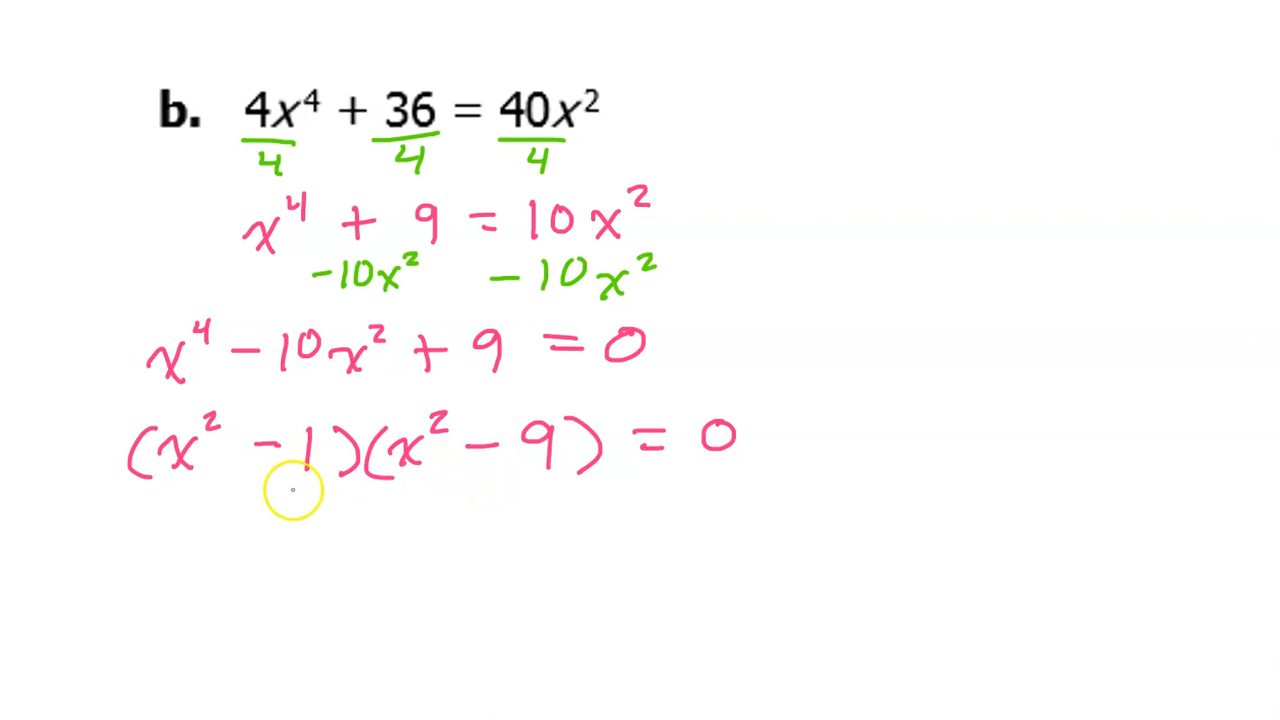 b. 4x⁴ + 36 = 40x²
4 4 4
x⁴ + 9 = 10x²
-10x² - 10x²
x⁴ - 10x² + 9 = 0
(x² - 1)(x² - 9) = 0